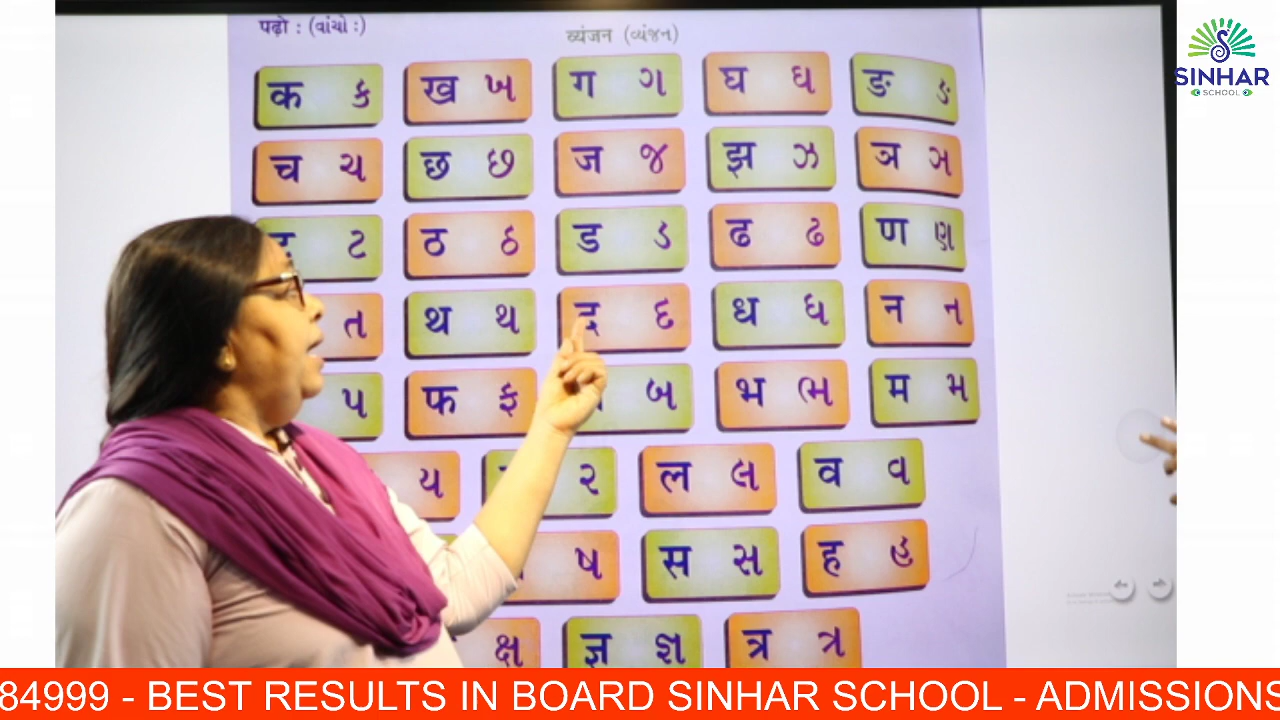 पढ़ो : (વાંચો :)
व्यंजन (વ્યંજન)
क ક ख ખ ग ગ घ ઘ ङ ઙ
च ચ छ છ ज જ झ ઝ ञ ઞ
ટ ठ ઠ ड ડ ढ ઢ ण ણ
ત थ થ द દ ध ધ न ન
પ फ ફ બ भ ભ म મ
ય ર ल લ व વ
ષ स સ ह હ
ક્ષ ज्ञ જ્ઞ त्र ત્ર
SINHAR
SCHOOL
84999 - BEST RESULTS IN BOARD SINHAR SCHOOL - ADMISSIONS